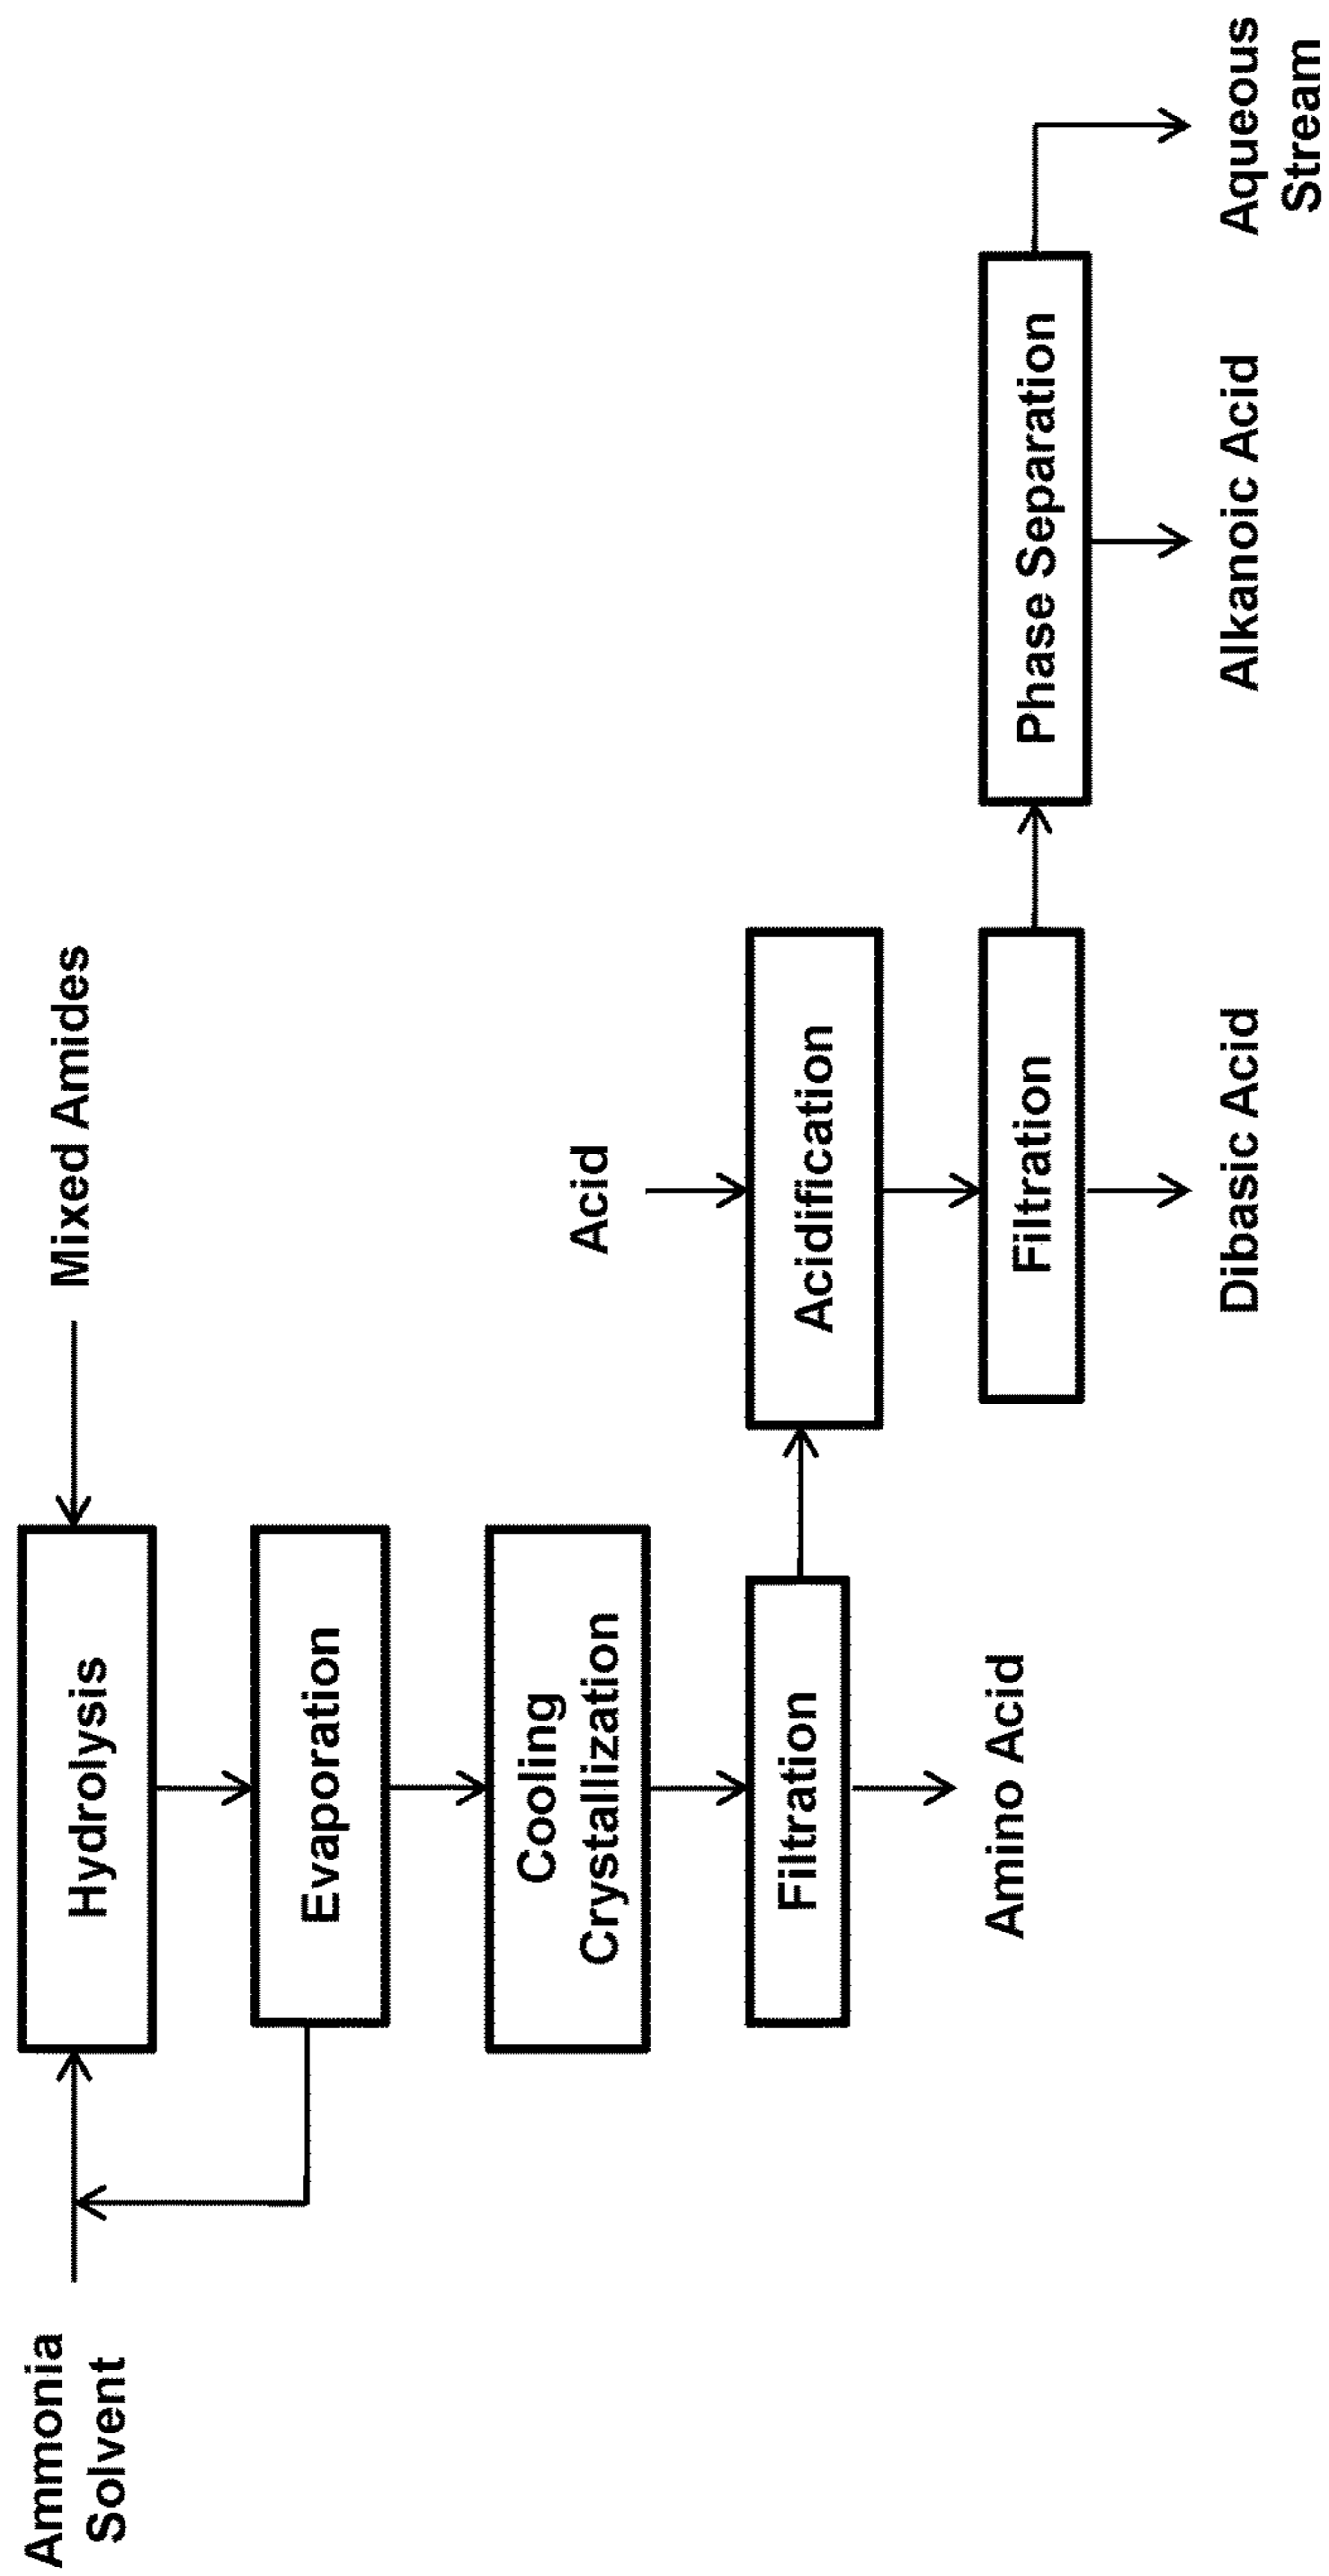 Ammonia
Solvent
Hydrolysis
Mixed Amides
Evaporation
Cooling
Crystallization
Acid
Filtration
Acidification
Amino Acid
Filtration
Phase Separation
Dibasic Acid
Alkanoic Acid
Aqueous
Stream